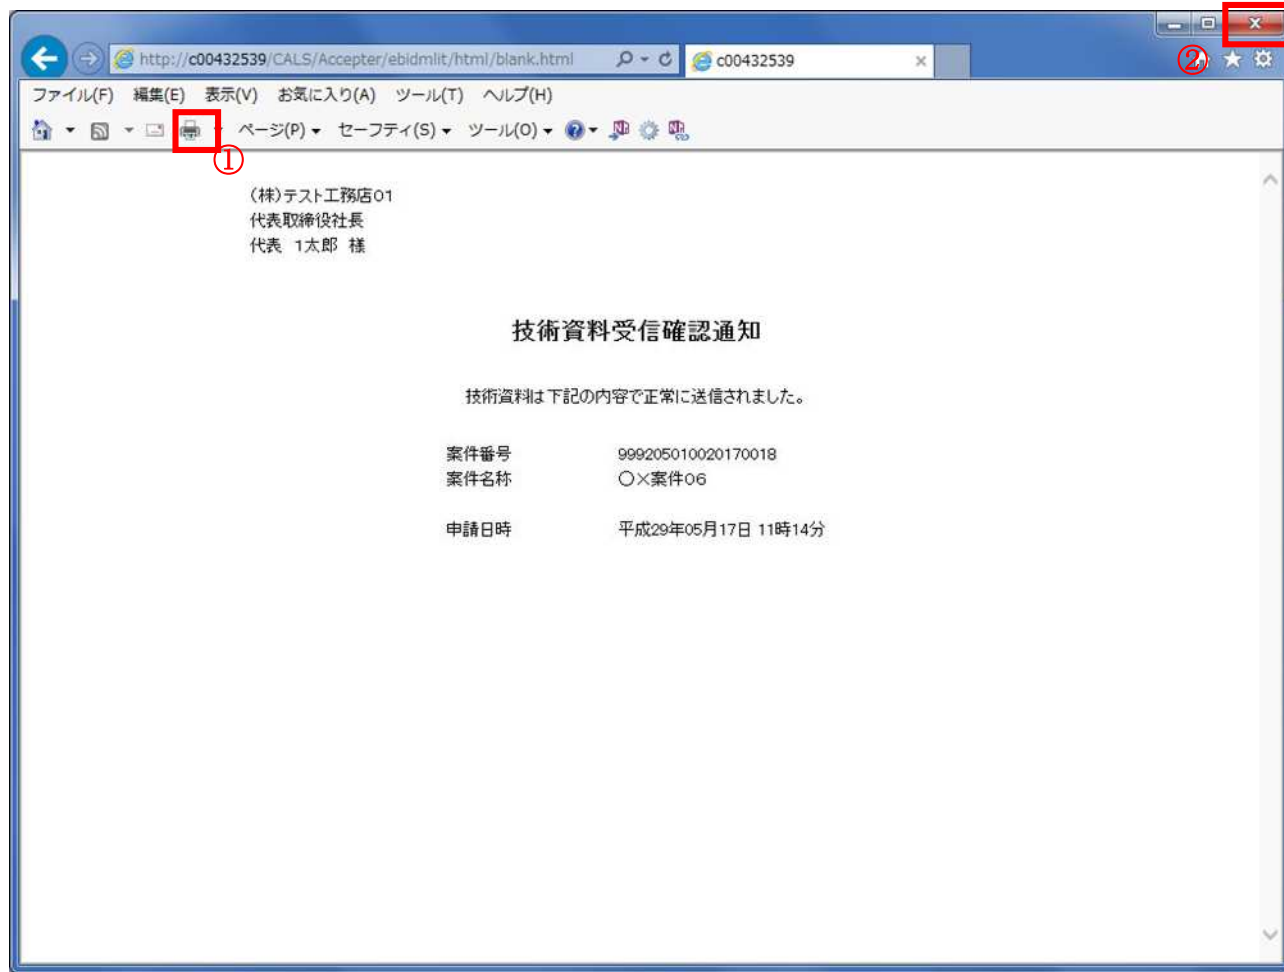 http://c00432539/CALS/Accepter/ebidmlit/html/blank.html
c00432539
②
ファイル(F) 編集(E) 表示(V) お気に入り(A) ツール(T) ヘルプ(H)
ページ(P) セーフティ(S) ツール(O)
①
(株)テスト工務店01
代表取締役社長
代表 1太郎 様
技術資料受信確認通知
技術資料は下記の内容で正常に送信されました。
案件番号 999205010020170018
案件名称 〇×案件06
申請日時 平成29年05月17日 11時14分